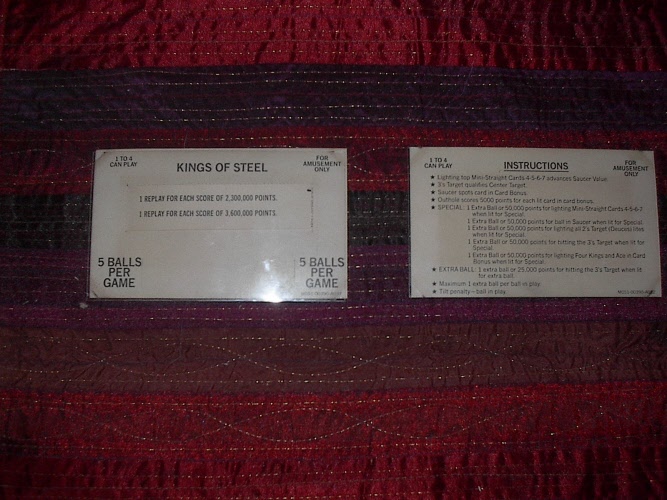 1 TO 4
CAN PLAY
KINGS OF STEEL
FOR
AMUSEMENT
ONLY
1 REPLAY FOR EACH SCORE OF 2,300,000 POINTS.
1 REPLAY FOR EACH SCORE OF 3,600,000 POINTS.
5 BALLS
PER
GAME
5 BALLS
PER
GAME
1 TO 4
CAN PLAY
INSTRUCTIONS
FOR
AMUSEMENT
ONLY
★ Lighting top Mini-Straight Cards 4-5-6-7 advances Saucer Value.
★ 3's Target qualifies Center Target.
★ Saucer spots card in Card Bonus.
★ Outhole scores 5000 points for each lit card in card bonus.
★ SPECIAL: 1 Extra Ball or 50,000 points for lighting Mini-Straight Cards 4-5-6-7
when lit for Special.
1 Extra Ball or 50,000 points for ball in Saucer when lit for Special.
1 Extra Ball or 50,000 points for lighting all 2's Target (Deuces) lites
when lit for Special.
1 Extra Ball or 50,000 points for hitting the 3's Target when lit for
Special.
1 Extra Ball or 50,000 points for lighting Four Kings and Ace in Card
Bonus when lit for Special.
★ EXTRA BALL: 1 extra ball or 25,000 points for hitting the 3's Target when lit
for extra ball.
★ Maximum 1 extra ball per ball in play.
★ Tilt penalty - ball in play.